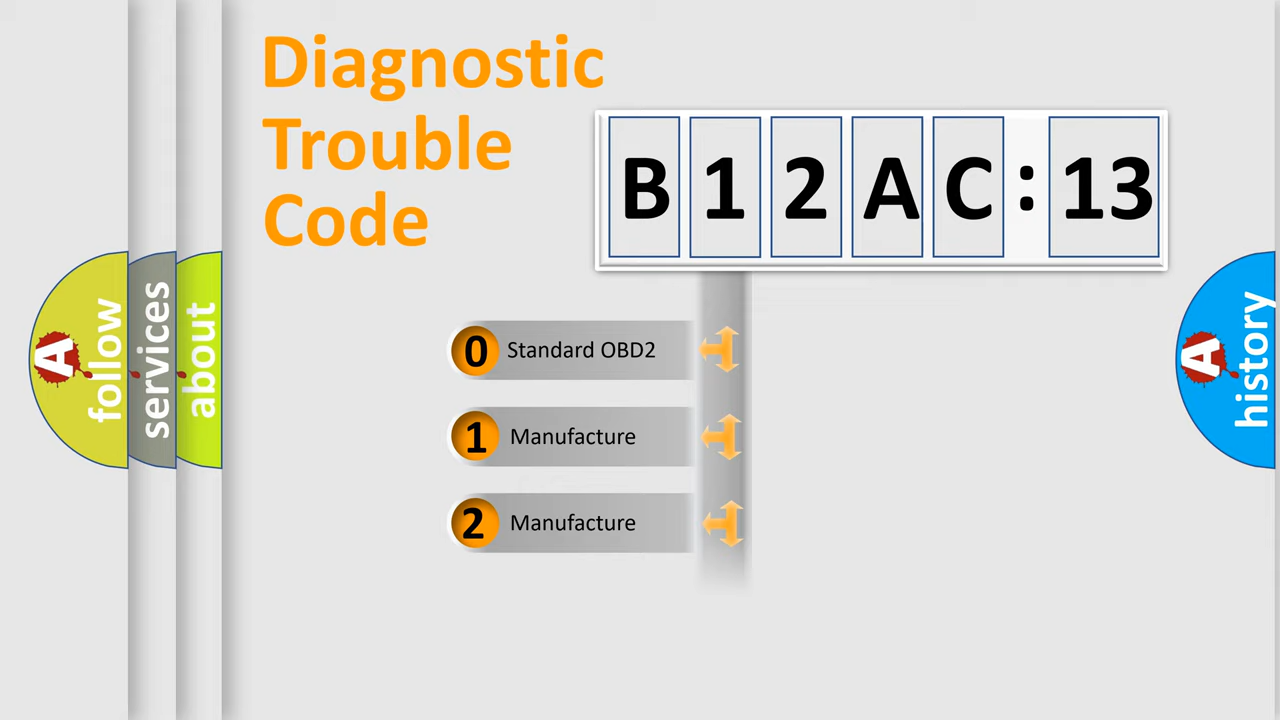 Diagnostic
Trouble
Code
B 1 2 A C : 13
0 Standard OBD2
1 Manufacture
2 Manufacture
A follow
services
about
A history